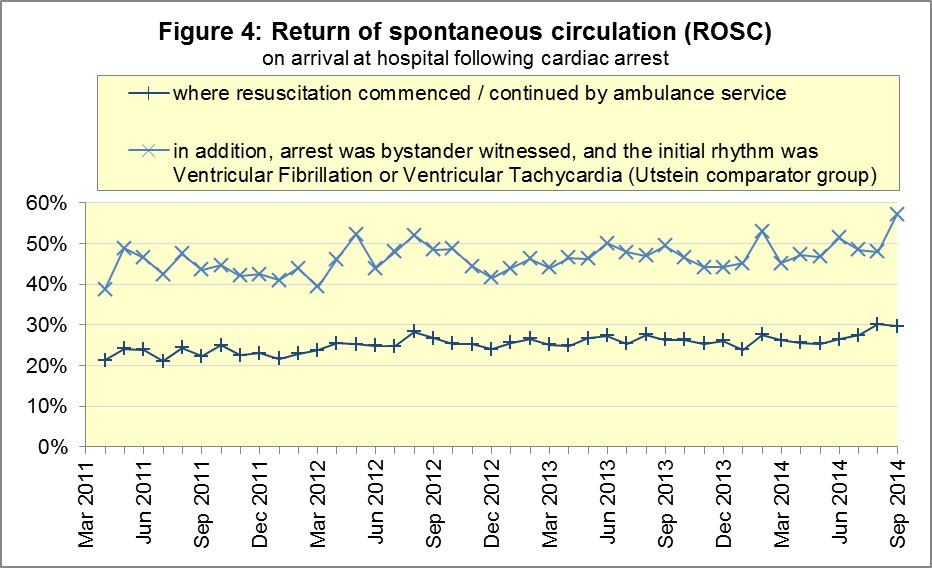 Figure 4: Return of spontaneous circulation (ROSC)
on arrival at hospital following cardiac arrest
where resuscitation commenced / continued by ambulance service
in addition, arrest was bystander witnessed, and the initial rhythm was
Ventricular Fibrillation or Ventricular Tachycardia (Utstein comparator group)
60%
50%
40%
30%
20%
10%
0%
Mar 2011
Jun 2011
Sep 2011
Dec 2011
Mar 2012
Jun 2012
Sep 2012
Dec 2012
Mar 2013
Jun 2013
Sep 2013
Dec 2013
Mar 2014
Jun 2014
Sep 2014